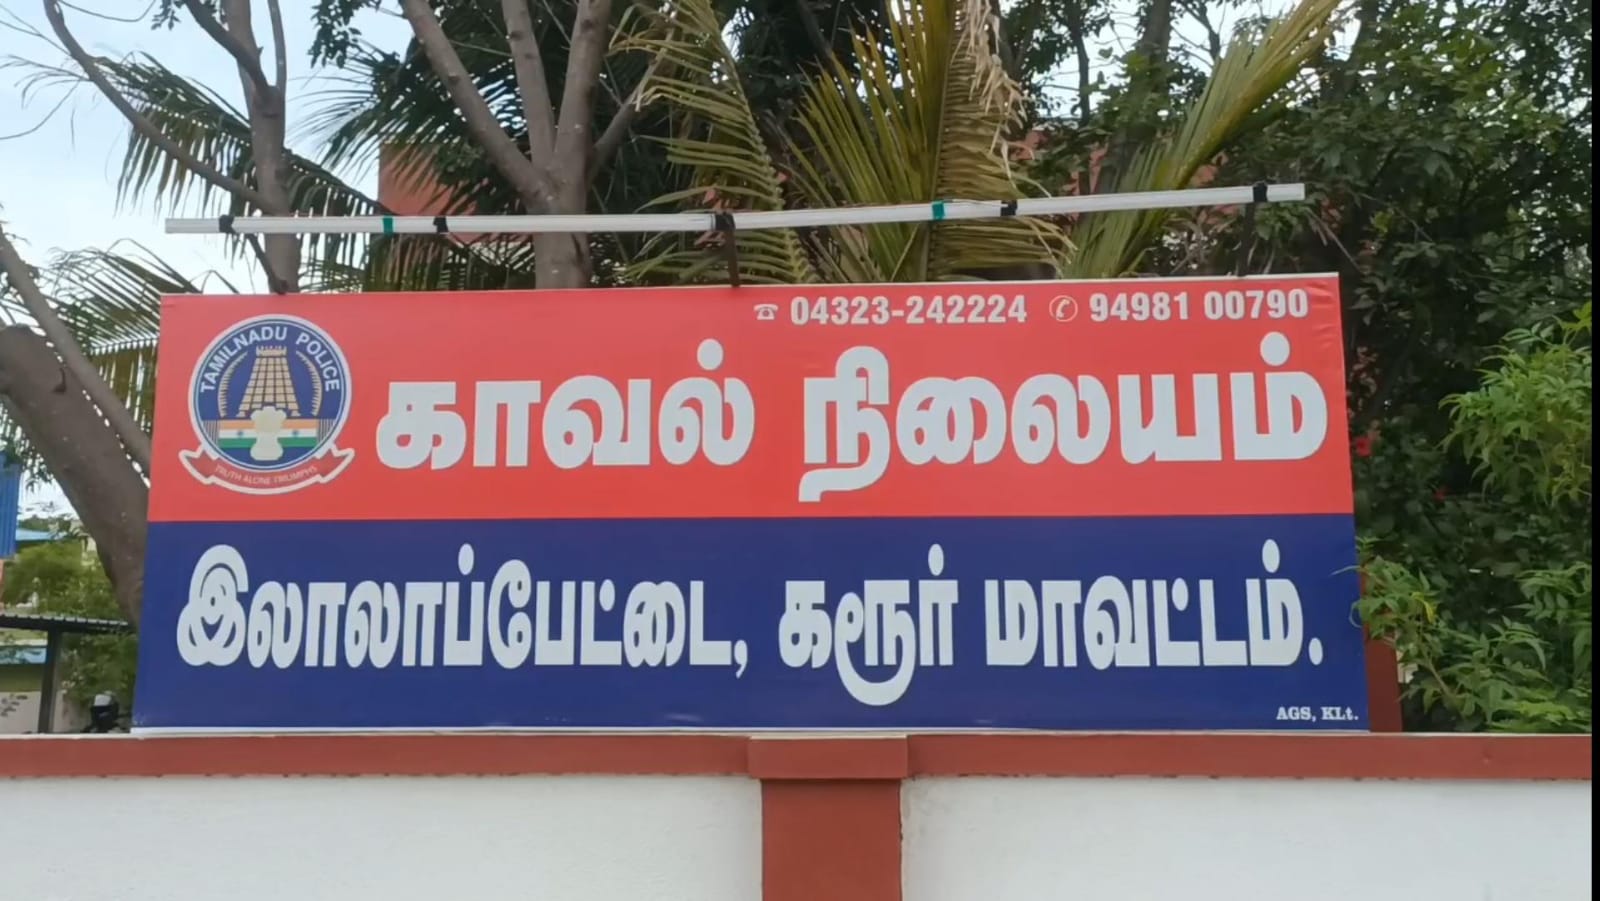 04323-242224 94981 00790
TAMILNADU POLICE
TRUTH ALONE TRIUMPHS
காவல் நிலையம்
இலாலாப்பேட்டை, கரூர் மாவட்டம்.
AGS, KLt.